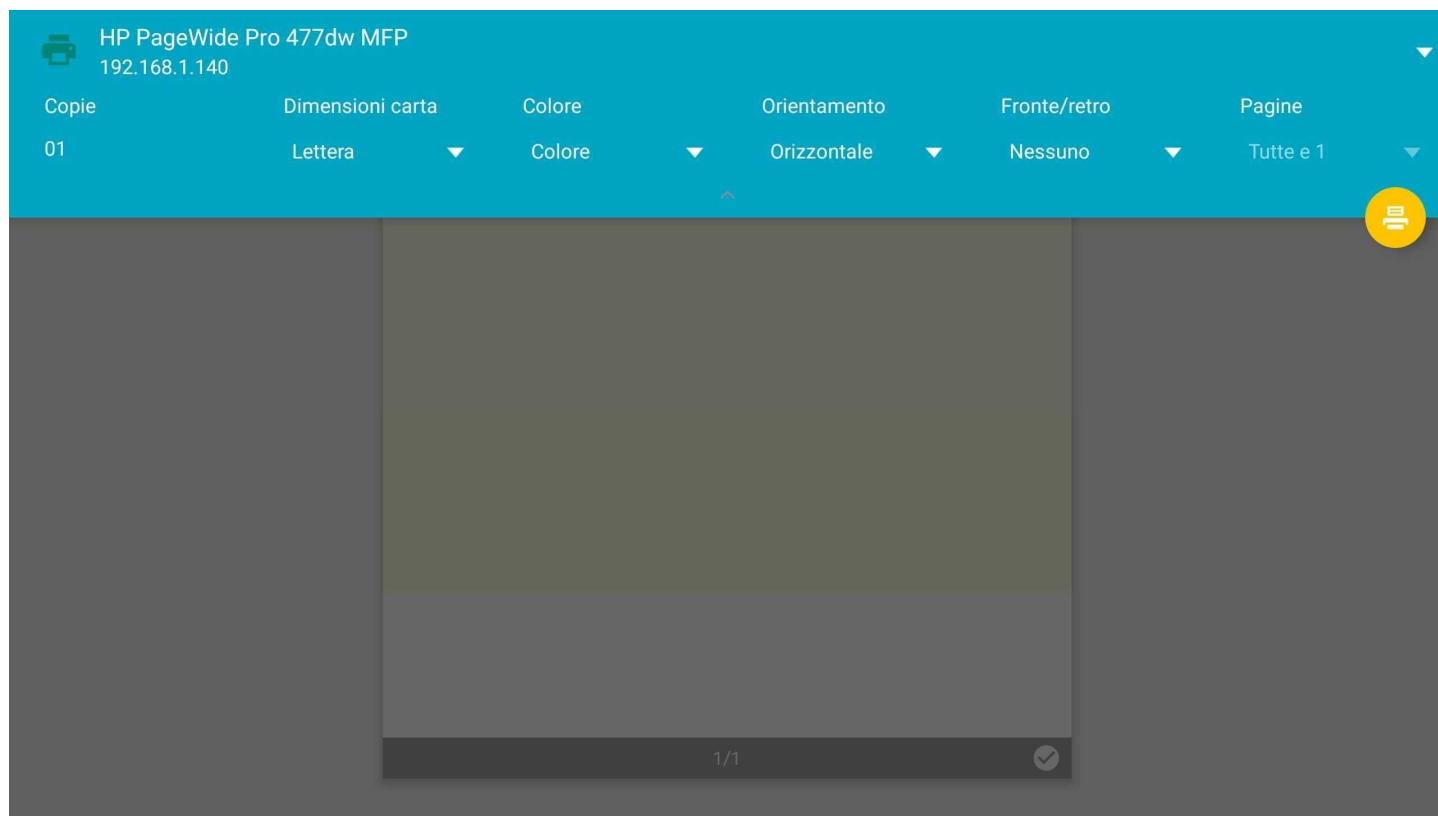 HP PageWide Pro 477dw MFP
192.168.1.140
Copie Dimensioni carta Colore Orientamento Fronte/retro Pagine
01 Lettera Colore Orizzontale Nessuno Tutte e 1
1/1